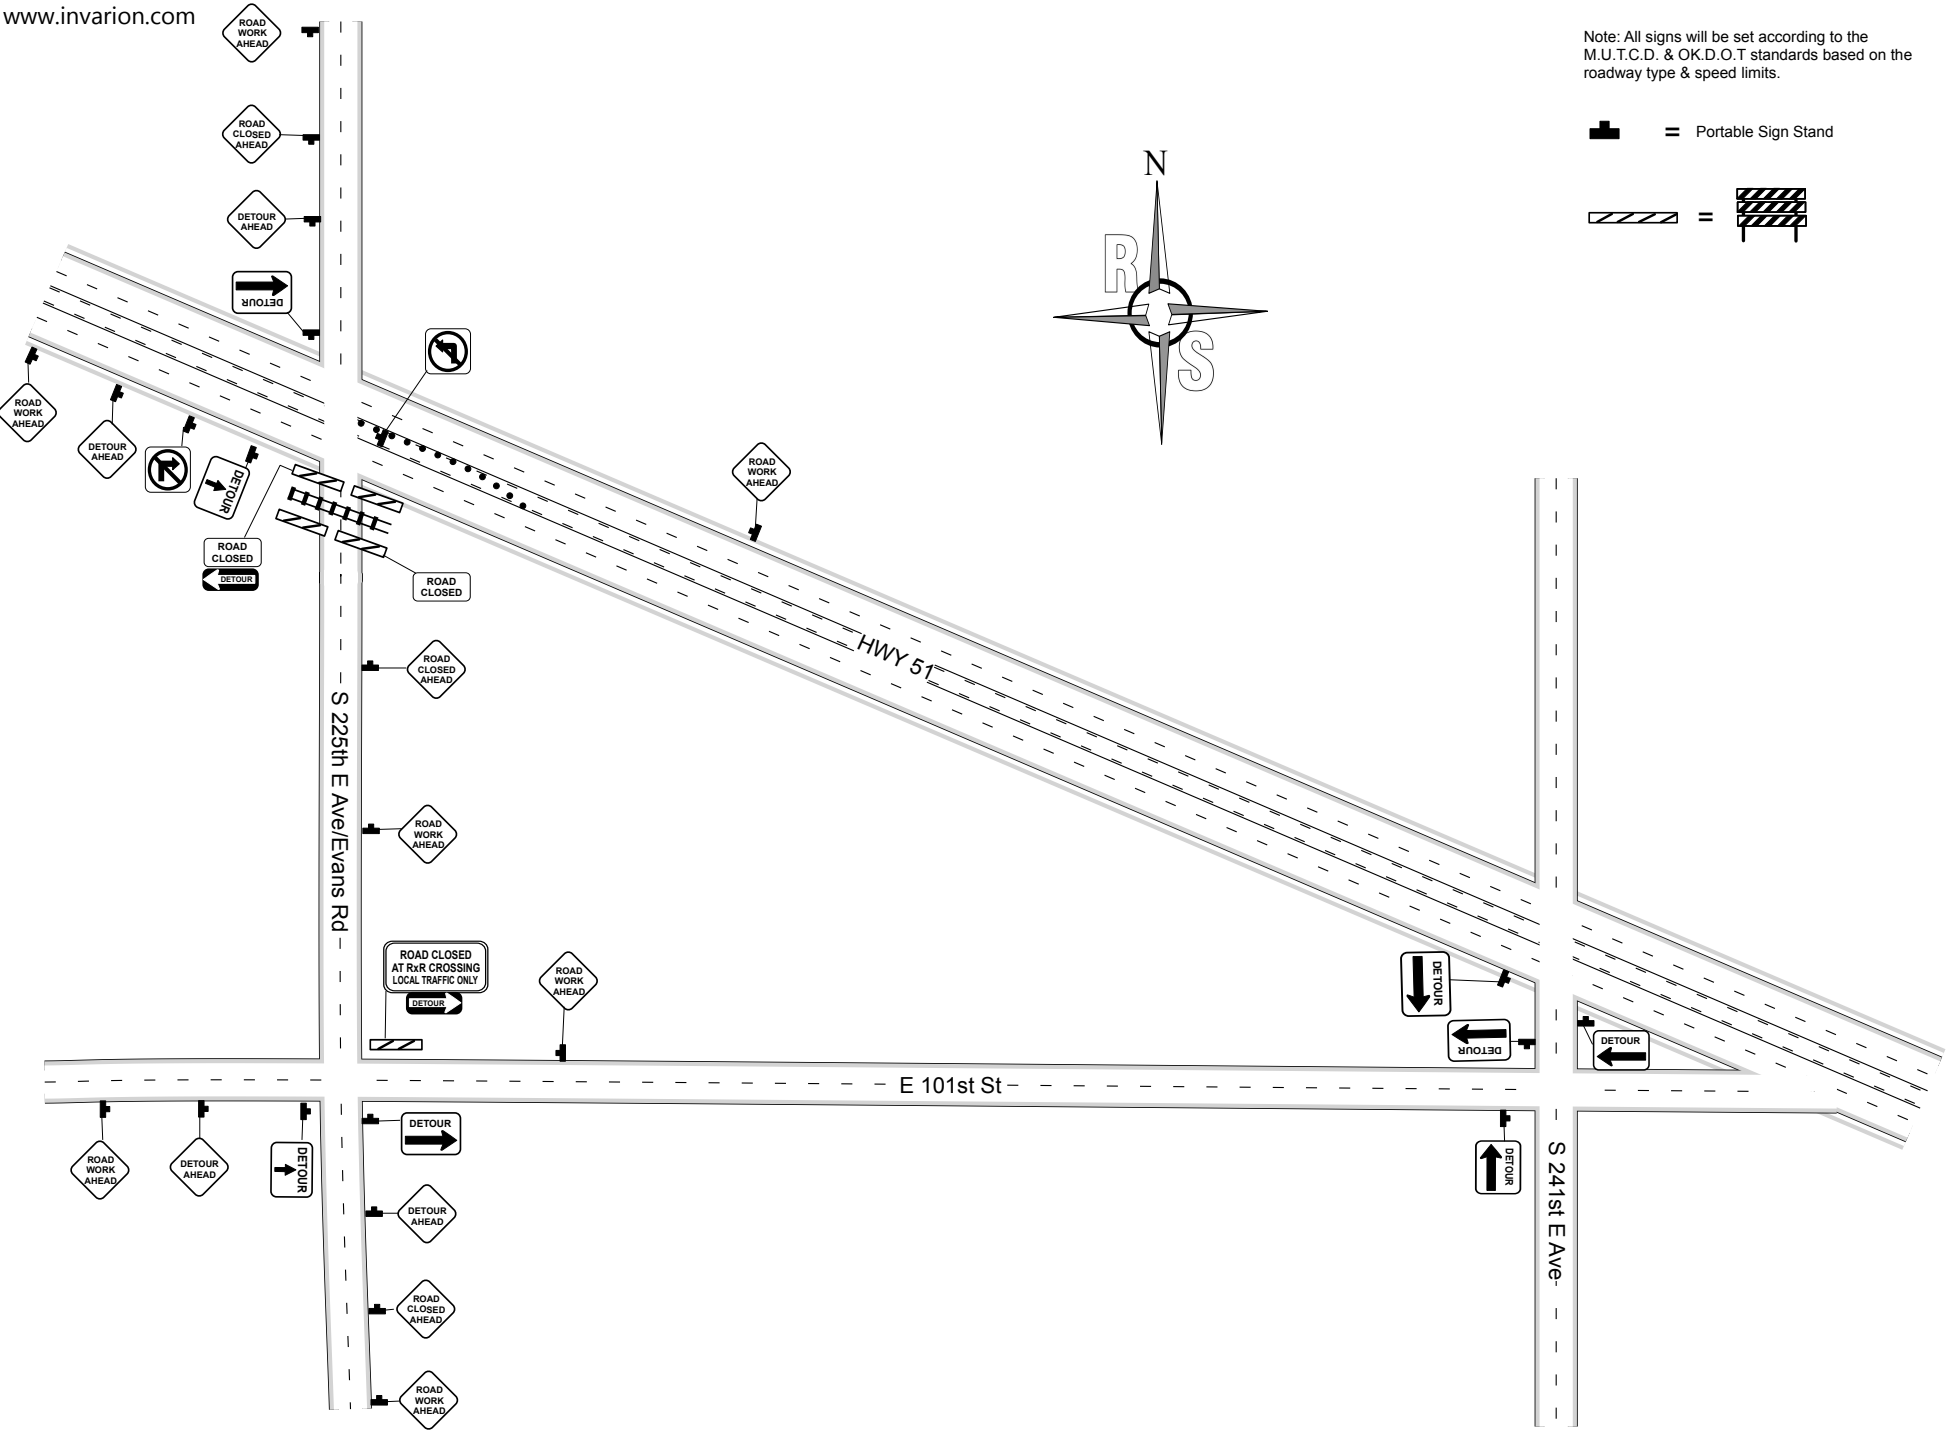 www.invarion.com
ROAD
WORK
AHEAD
Note: All signs will be set according to the
M.U.T.C.D. & OK.D.O.T standards based on the
roadway type & speed limits.
ROAD
CLOSED
AHEAD
= Portable Sign Stand
N
DETOUR
AHEAD
=
R
S
DETOUR
ROAD
WORK
AHEAD
DETOUR
AHEAD
DETOUR
ROAD
WORK
AHEAD
ROAD
CLOSED
DETOUR
ROAD
CLOSED
HWY 51
ROAD
CLOSED
AHEAD
S 225th E Ave/Evans Rd
ROAD
WORK
AHEAD
ROAD CLOSED
AT RxR CROSSING
LOCAL TRAFFIC ONLY
DETOUR
ROAD
WORK
AHEAD
DETOUR
DETOUR
DETOUR
E 101st St
DETOUR
ROAD
WORK
AHEAD
DETOUR
AHEAD
DETOUR
DETOUR
S 241st E Ave
DETOUR
AHEAD
ROAD
CLOSED
AHEAD
ROAD
WORK
AHEAD